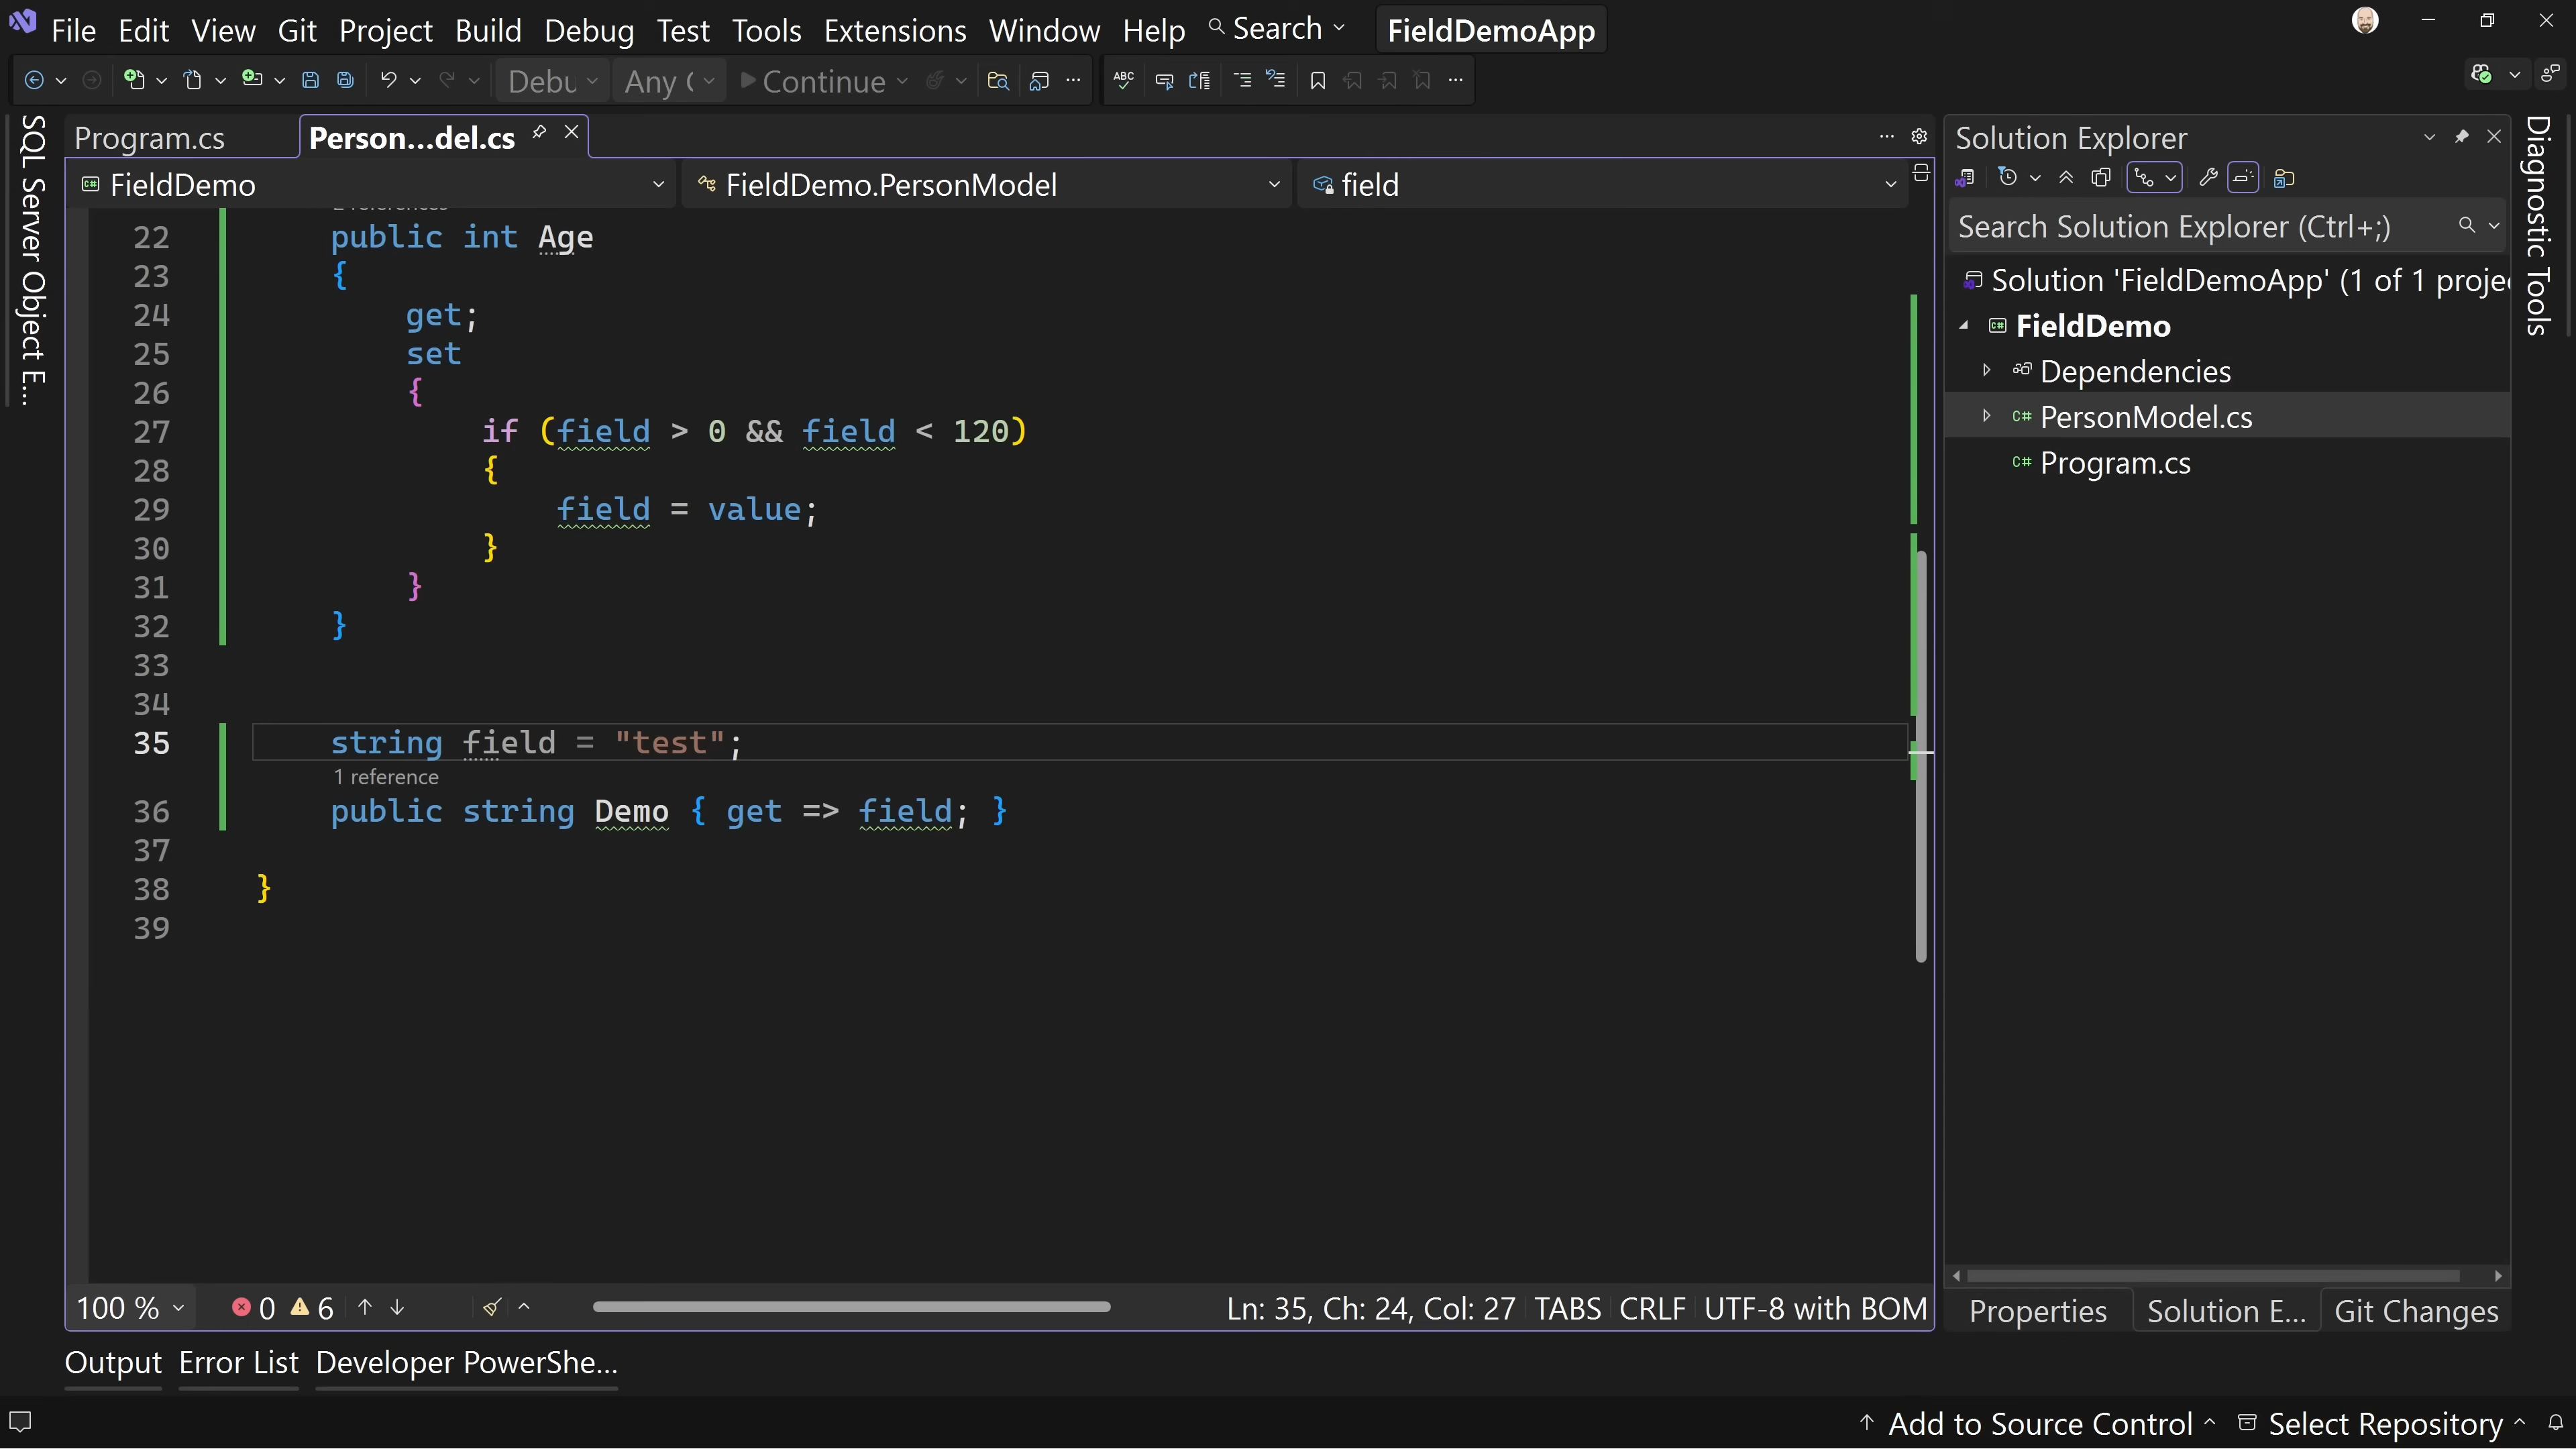 File Edit View Git Project Build Debug Test Tools Extensions Window Help Search FieldDemoApp
Debu Any ( Continue
SQL Server Object E...
Program.cs Person...del.cs
FieldDemo FieldDemo.PersonModel field
22 public int Age
23 {
24 get;
25 set
26 {
27 if (field > 0 && field < 120)
28 {
29 field = value;
30 }
31 }
32 }
33
34
35 string field = "test";
1 reference
36 public string Demo { get => field; }
37
38 }
39
100 % 0 6 Ln: 35, Ch: 24, Col: 27 TABS CRLF UTF-8 with BOM
Solution Explorer
Search Solution Explorer (Ctrl+;)
Solution 'FieldDemoApp' (1 of 1 proje
C# FieldDemo
Dependencies
C# PersonModel.cs
C# Program.cs
Properties Solution E... Git Changes
Diagnostic Tools
Output Error List Developer PowerShe...
Add to Source Control Select Repository